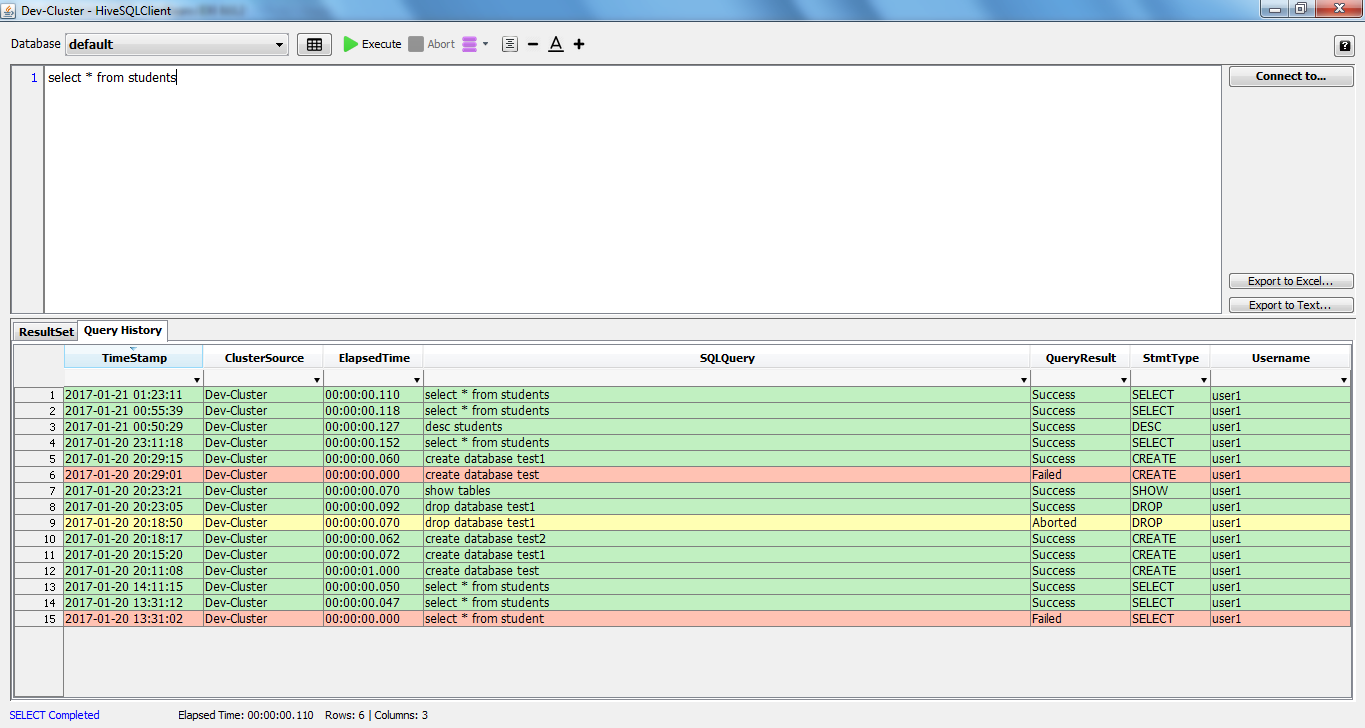 Dev-Cluster - HiveSQLClient
Database default Execute Abort A
1 select * from students
Connect to...
Export to Excel...
Export to Text...
ResultSet Query History
TimeStamp ClusterSource ElapsedTime SQLQuery QueryResult StmtType Username
1 2017-01-21 01:23:11 Dev-Cluster 00:00:00.110 select * from students Success SELECT user1
2 2017-01-21 00:55:39 Dev-Cluster 00:00:00.118 select * from students Success SELECT user1
3 2017-01-21 00:50:29 Dev-Cluster 00:00:00.127 desc students Success DESC user1
4 2017-01-20 23:11:18 Dev-Cluster 00:00:00.152 select * from students Success SELECT user1
5 2017-01-20 20:29:15 Dev-Cluster 00:00:00.060 create database test1 Success CREATE user1
6 2017-01-20 20:29:01 Dev-Cluster 00:00:00.000 create database test Failed CREATE user1
7 2017-01-20 20:23:21 Dev-Cluster 00:00:00.070 show tables Success SHOW user1
8 2017-01-20 20:23:05 Dev-Cluster 00:00:00.092 drop database test1 Success DROP user1
9 2017-01-20 20:18:50 Dev-Cluster 00:00:00.070 drop database test1 Aborted DROP user1
10 2017-01-20 20:18:17 Dev-Cluster 00:00:00.062 create database test2 Success CREATE user1
11 2017-01-20 20:15:20 Dev-Cluster 00:00:00.072 create database test1 Success CREATE user1
12 2017-01-20 20:11:08 Dev-Cluster 00:00:01.000 create database test Success CREATE user1
13 2017-01-20 14:11:15 Dev-Cluster 00:00:00.050 select * from students Success SELECT user1
14 2017-01-20 13:31:12 Dev-Cluster 00:00:00.047 select * from students Success SELECT user1
15 2017-01-20 13:31:02 Dev-Cluster 00:00:00.000 select * from student Failed SELECT user1
SELECT Completed Elapsed Time: 00:00:00.110 Rows: 6 | Columns: 3